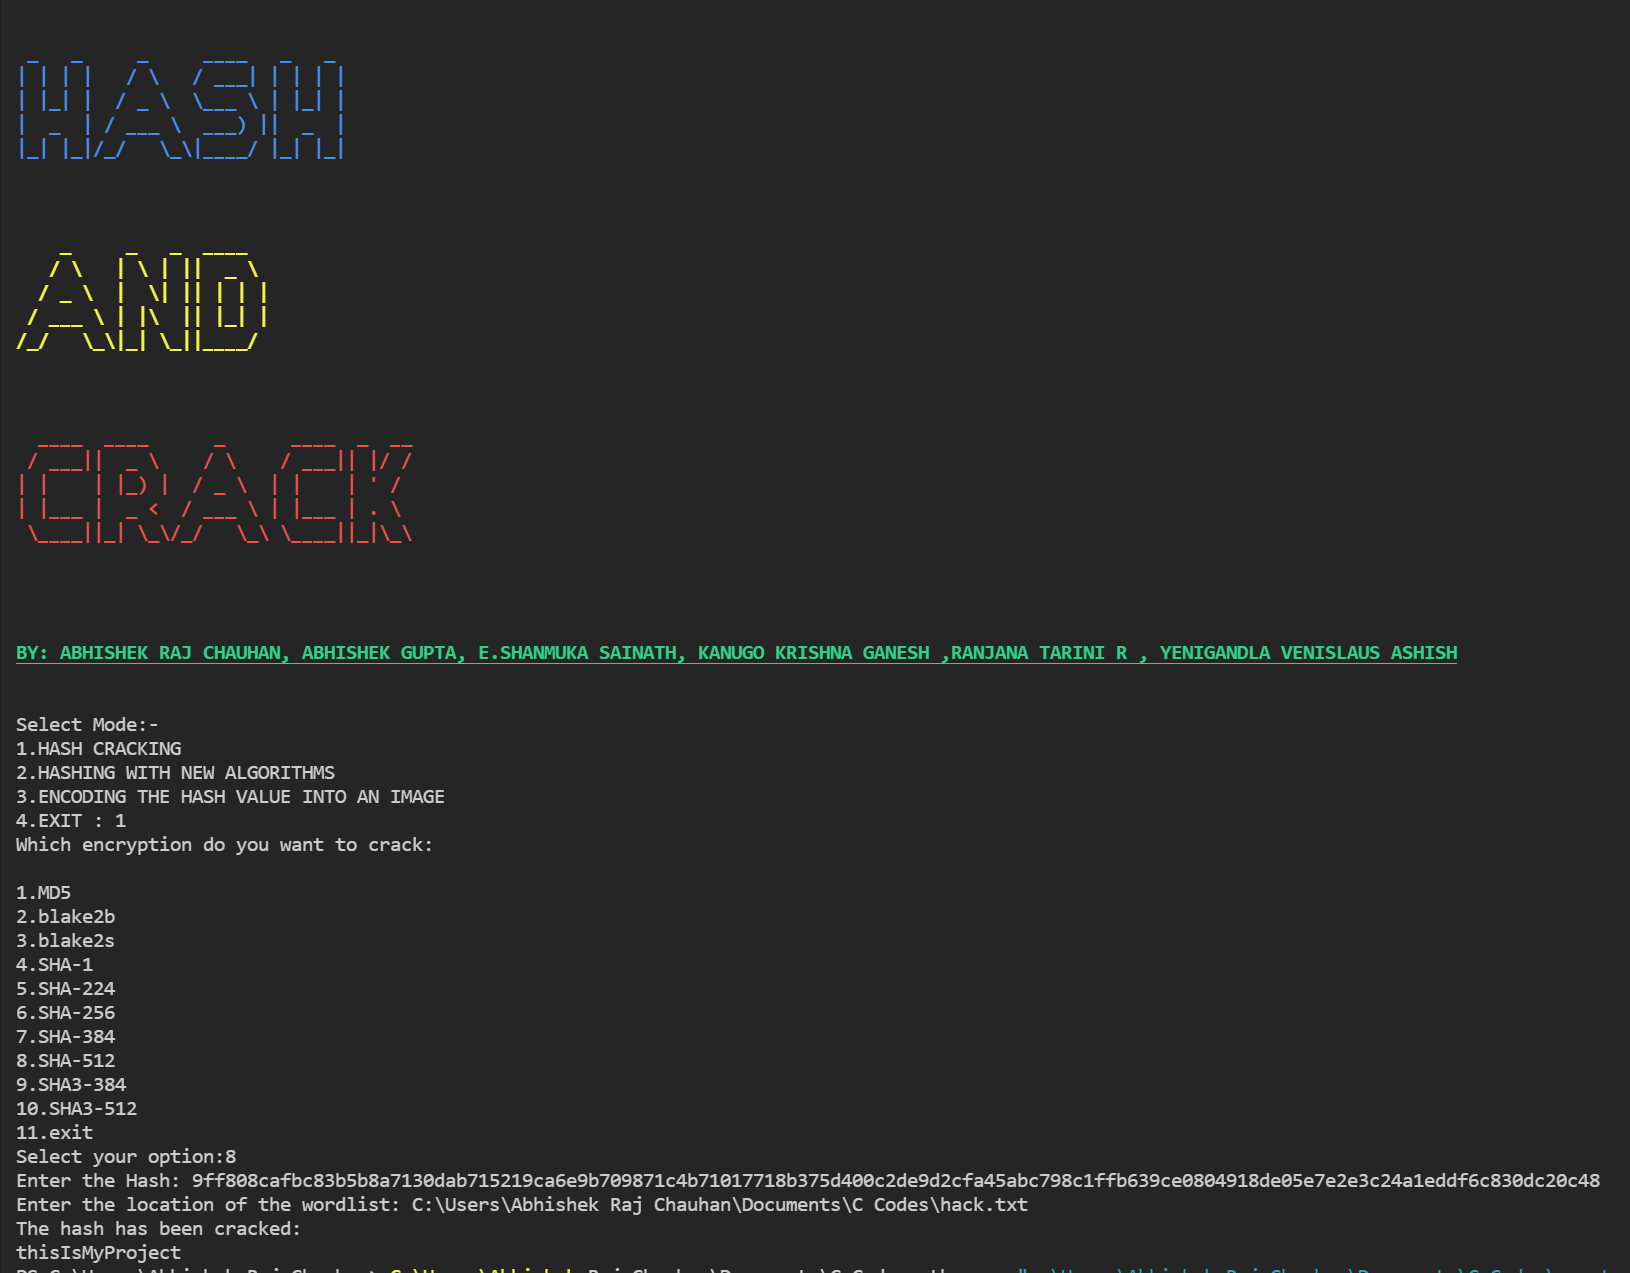 HASH
AND
CRACK
BY: ABHISHEK RAJ CHAUHAN, ABHISHEK GUPTA, E.SHANMUKA SAINATH, KANUGO KRISHNA GANESH ,RANJANA TARINI R , YENIGANDLA VENISLAUS ASHISH
Select Mode:-
1.HASH CRACKING
2.HASHING WITH NEW ALGORITHMS
3.ENCODING THE HASH VALUE INTO AN IMAGE
4.EXIT : 1
Which encryption do you want to crack:
1.MD5
2.blake2b
3.blake2s
4.SHA-1
5.SHA-224
6.SHA-256
7.SHA-384
8.SHA-512
9.SHA3-384
10.SHA3-512
11.exit
Select your option:8
Enter the Hash: 9ff808cafbc83b5b8a7130dab715219ca6e9b709871c4b71017718b375d400c2de9d2cfa45abc798c1ffb639ce0804918de05e7e2e3c24a1eddf6c830dc20c48
Enter the location of the wordlist: C:\Users\Abhishek Raj Chauhan\Documents\C Codes\hack.txt
The hash has been cracked:
thisIsMyProject